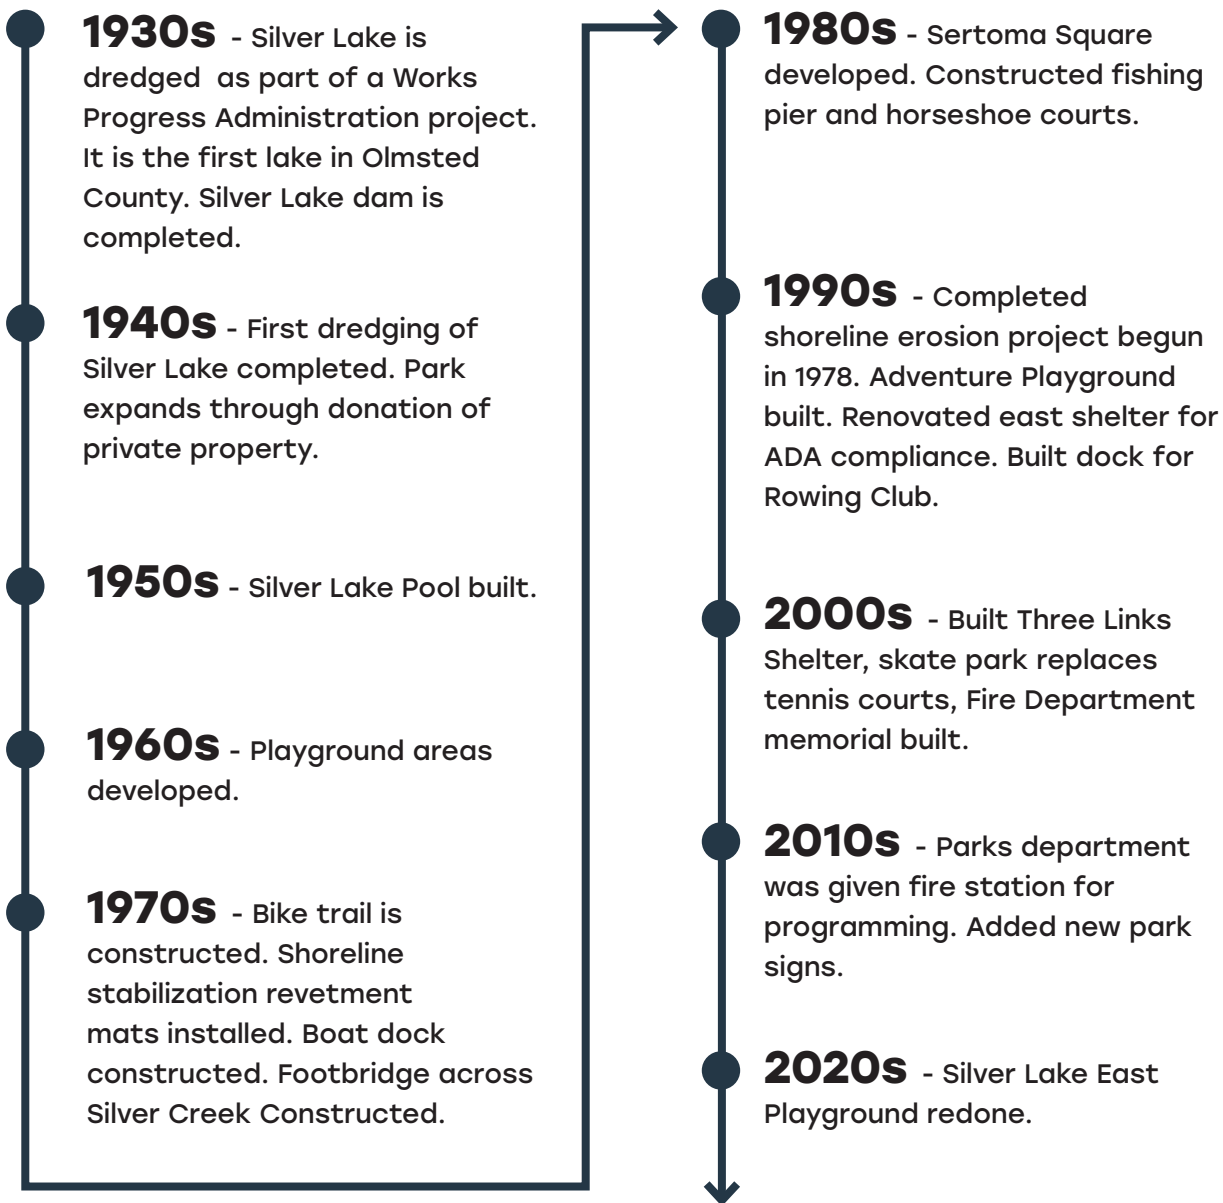 1930s - Silver Lake is
dredged  as part of a Works
Progress Administration project.
It is the first lake in Olmsted
County. Silver Lake dam is
completed.
1940s - First dredging of
Silver Lake completed. Park
expands through donation of
private property.
1950s - Silver Lake Pool built.
1960s - Playground areas
developed.
1970s - Bike trail is
constructed. Shoreline
stabilization revetment
mats installed. Boat dock
constructed. Footbridge across
Silver Creek Constructed.
1980s - Sertoma Square
developed. Constructed fishing
pier and horseshoe courts.
1990s - Completed
shoreline erosion project begun
in 1978. Adventure Playground
built. Renovated east shelter for
ADA compliance. Built dock for
Rowing Club.
2000s - Built Three Links
Shelter, skate park replaces
tennis courts, Fire Department
memorial built.
2010s - Parks department
was given fire station for
programming. Added new park
signs.
2020s - Silver Lake East
Playground redone.